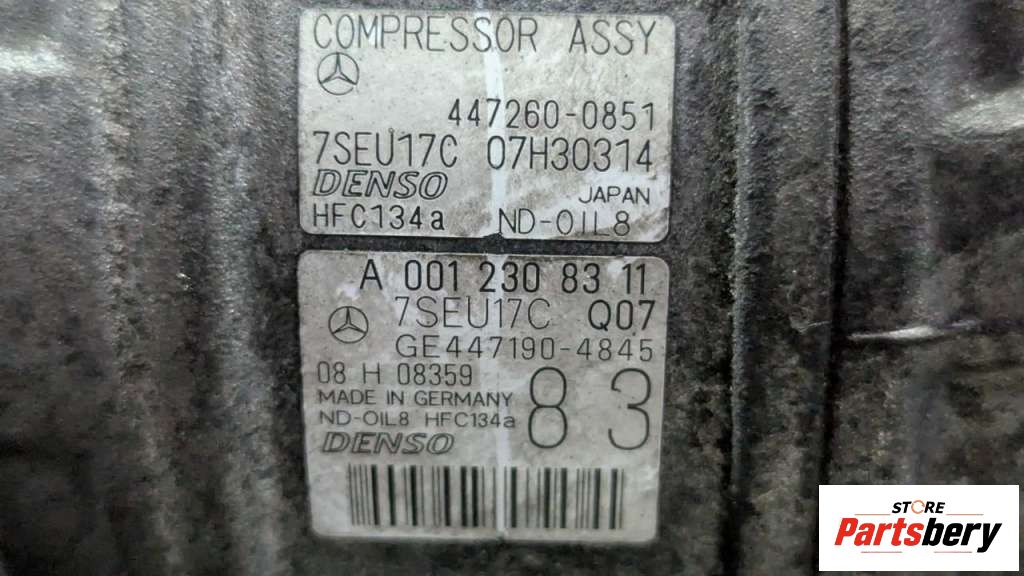 COMPRESSOR ASSY
447260-0851
7SEU17C 07H30314
DENSO JAPAN
HFC134a ND-OIL8
A 001 230 83 11
7SEU17C Q07
GE447190-4845
08 H 08359
MADE IN GERMANY
ND-OIL8 HFC134a
83
DENSO
STORE
Partsbery